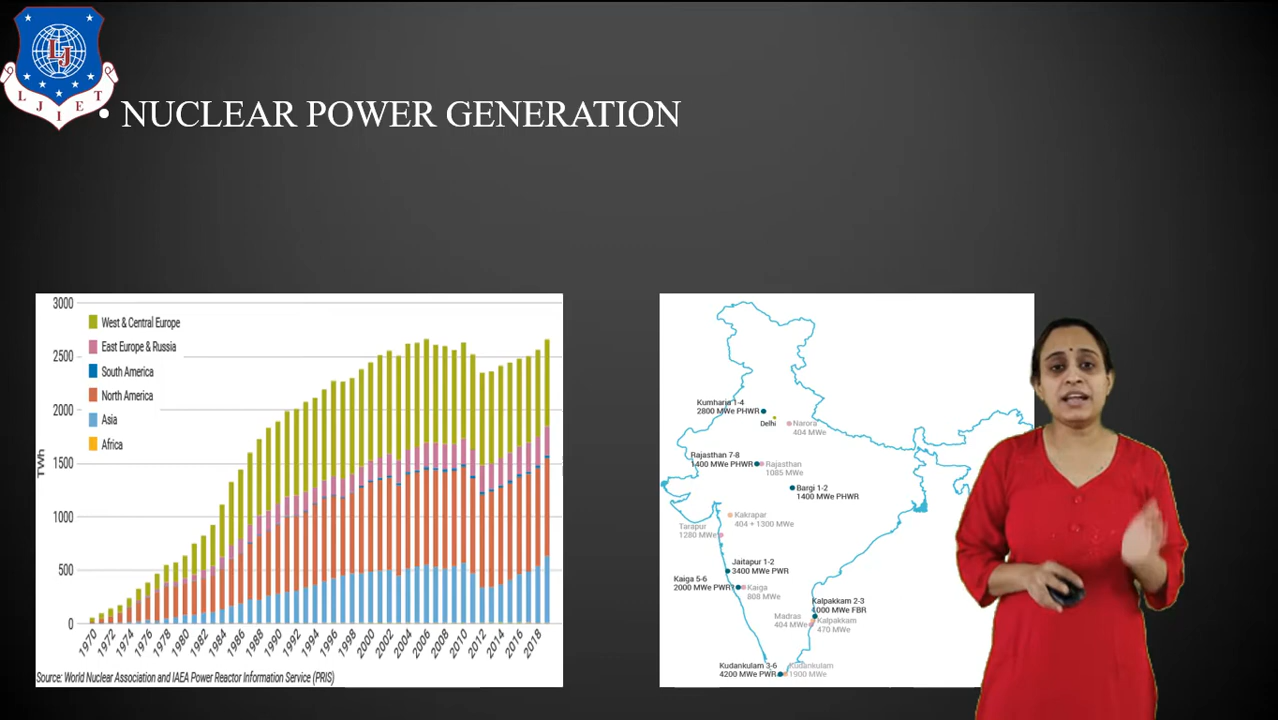 LJ
L J I E T
• NUCLEAR POWER GENERATION
3000
2500
2000
1500
1000
500
0
TWh
West & Central Europe
East Europe & Russia
South America
North America
Asia
Africa
1970
1972
1974
1976
1978
1980
1982
1984
1986
1988
1990
1992
1994
1996
1998
2000
2002
2004
2006
2008
2010
2012
2014
2016
2018
Source: World Nuclear Association and IAEA Power Reactor Information Service (PRIS)
Kumharia 1-4
2800 MWe PHWR
Delhi
Narora
404 MWe
Rajasthan 7-8
1400 MWe PHWR
Rajasthan
1085 MWe
Bargi 1-2
1400 MWe PHWR
Kakrapar
404 + 1300 MWe
Tarapur
1280 MWe
Jaitapur 1-2
3400 MWe PWR
Kaiga 5-6
2000 MWe PWR?
Kaiga
808 MWe
Kalpakkam 2-3
1000 MWe FBR
Madras
404 MWe
Kalpakkam
470 MWe
Kudankulam 3-6
4200 MWe PWR
Kudankulam
1900 MWe